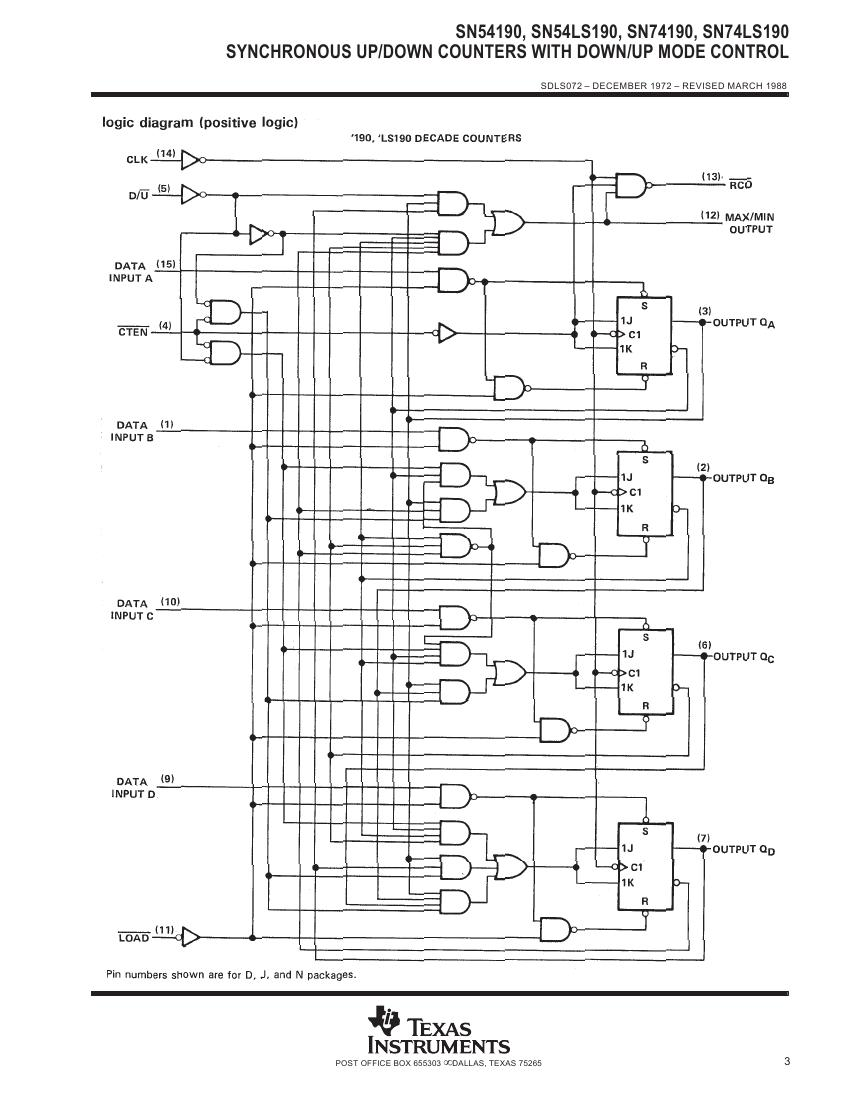 SN54190, SN54LS190, SN74190, SN74LS190
SYNCHRONOUS UP/DOWN COUNTERS WITH DOWN/UP MODE CONTROL
SDLS072 – DECEMBER 1972 – REVISED MARCH 1988
logic diagram (positive logic)
'190, 'LS190 DECADE COUNTERS
CLK (14)
(13) RCO
D/U (5)
(12) MAX/MIN
OUTPUT
DATA (15)
INPUT A
S
(3)
1J
OUTPUT QA
CTEN (4)
C1
1K
R
DATA (1)
INPUT B
S
(2)
1J
OUTPUT QB
C1
1K
R
DATA (10)
INPUT C
S
(6)
1J
OUTPUT QC
C1
1K
R
DATA (9)
INPUT D
S
(7)
1J
OUTPUT QD
C1
1K
R
LOAD (11)
Pin numbers shown are for D, J, and N packages.
TEXAS
INSTRUMENTS
POST OFFICE BOX 655303 ∞DALLAS, TEXAS 75265
3